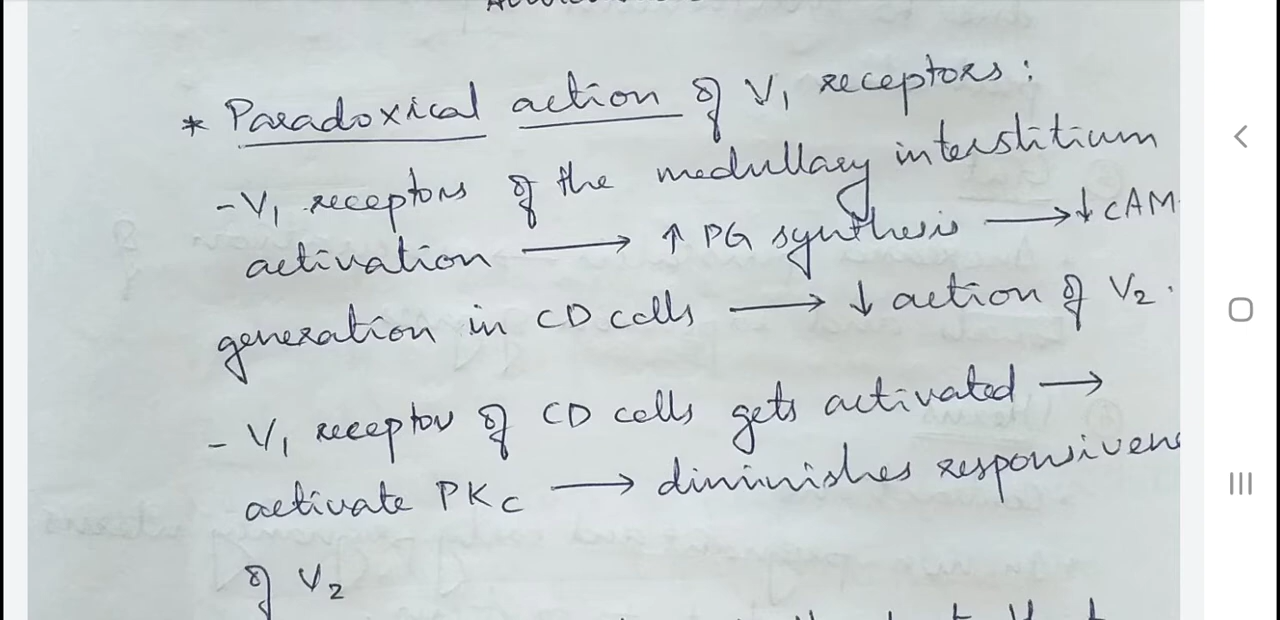 * Paradoxical action of V1 receptors:
- V1 receptors of the medullary interstitium
activation → ↑ PG synthesis → ↓ cAM
generation in CD cells → ↓ action of V2.
- V1 receptor of CD cells gets activated →
activate PKc → diminishes responsiven
of V2